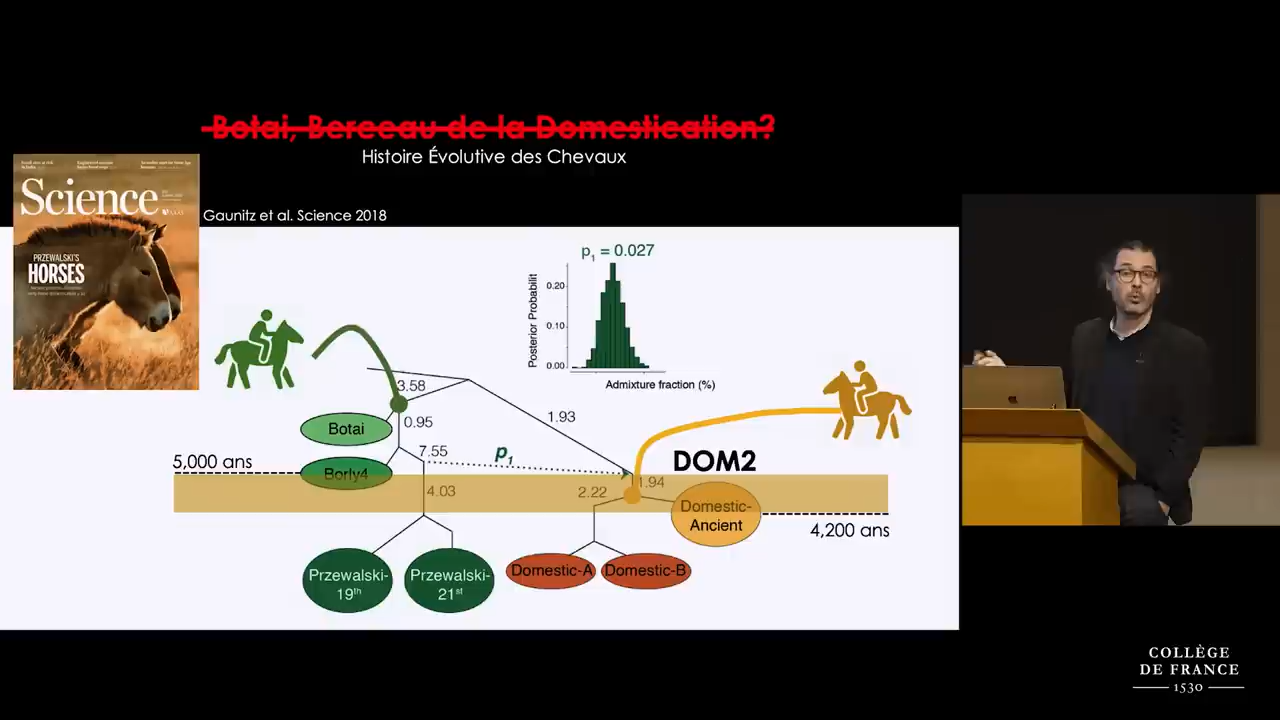 Botai, Berceau de la Domestication?
Histoire Évolutive des Chevaux
Science
PRZEWALSKI'S
HORSES
Gaunitz et al. Science 2018
p1 = 0.027
0.20
0.10
0.00
Posterior Probabilit
Admixture fraction (%)
3.58
0.95
7.55
4.03
1.93
p1
1.94
2.22
Botai
Borly4
5,000 ans
DOM2
Domestic-
Ancient
4,200 ans
Przewalski-
19th
Przewalski-
21st
Domestic-A
Domestic-B
COLLÈGE
DE FRANCE
1530